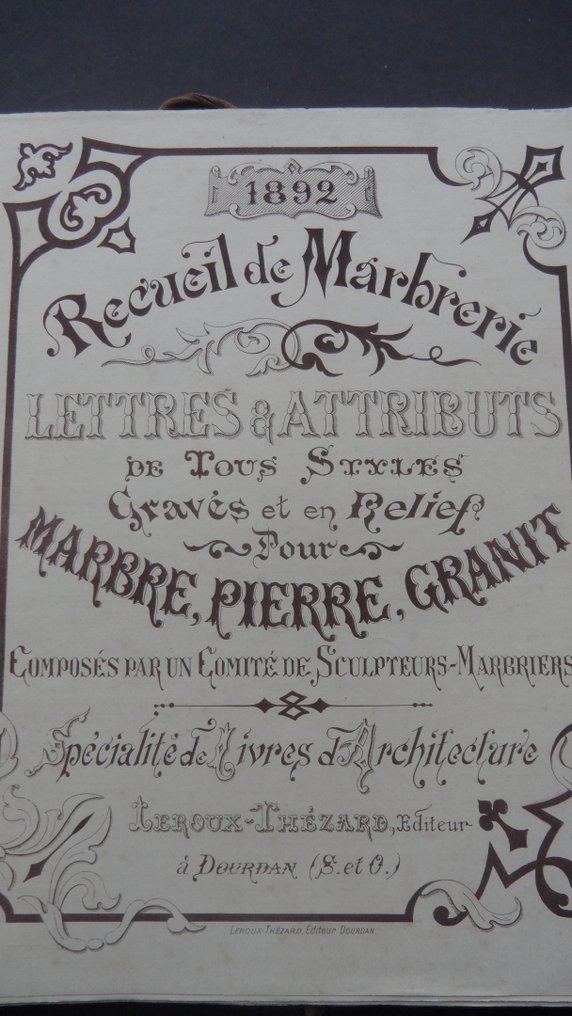 1892
Recueil de Marbrerie
LETTRES & ATTRIBUTS
DE TOUS STYLES
Gravés et en Relief
Pour
MARBRE, PIERRE, GRANIT
COMPOSÉS PAR UN COMITÉ DE SCULPTEURS-MARBRIERS
Spécialité de Livres d'Architecture
LEROUX-THÉZARD, Editeur
à DOURDAN (S. et O.)
LEROUX-THÉZARD, Editeur DOURDAN.